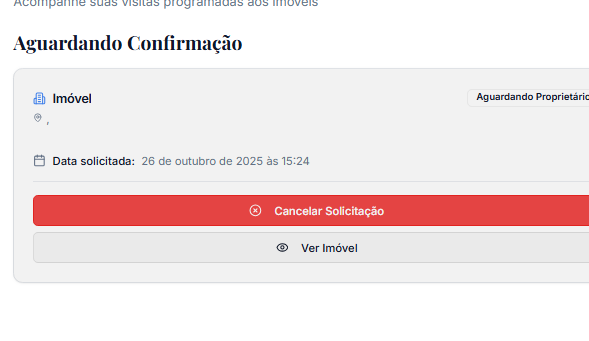 Acompanhe suas visitas programadas aos imóveis
Aguardando Confirmação
Imóvel
Aguardando Proprietário
,
Data solicitada: 26 de outubro de 2025 às 15:24
Cancelar Solicitação
Ver Imóvel